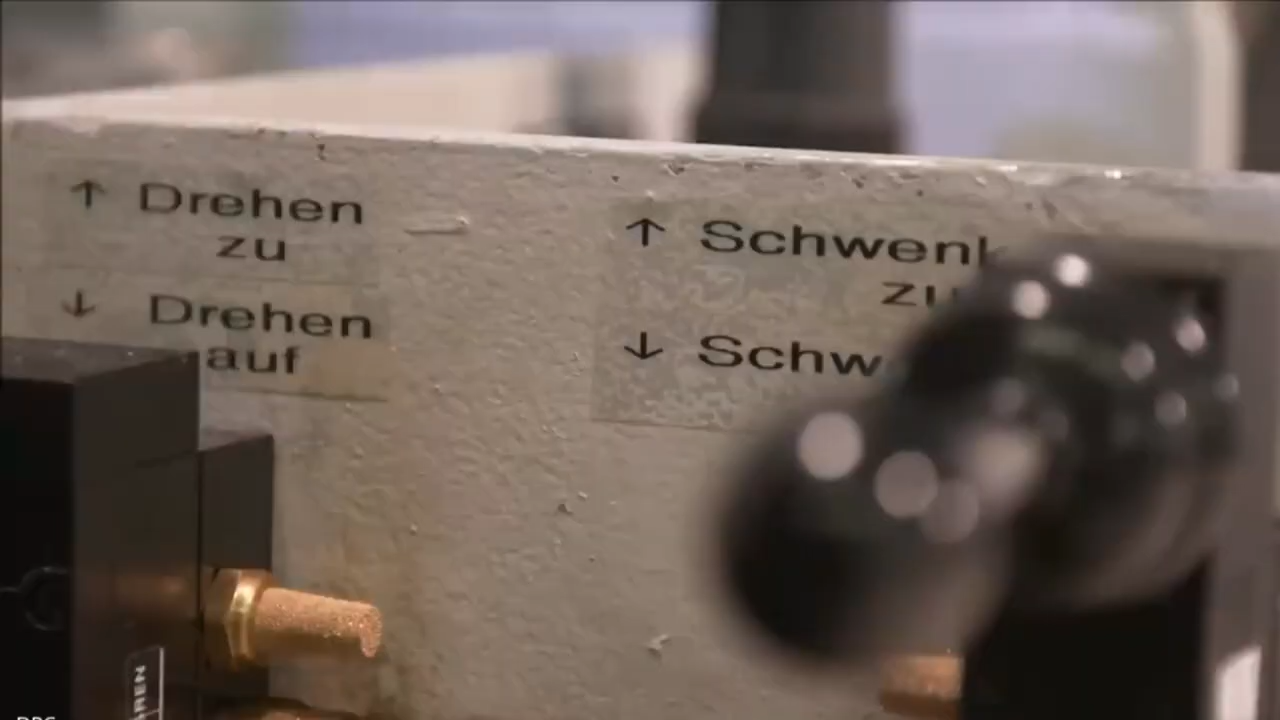 ↑ Drehen
zu
↓ Drehen
auf
↑ Schwenk
zu
↓ Schw